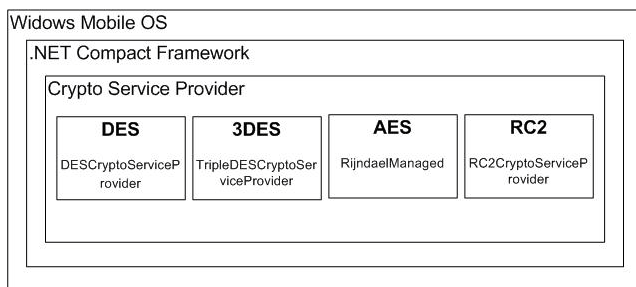 Widows Mobile OS
.NET Compact Framework
Crypto Service Provider
DES
DESCryptoServiceP
rovider
3DES
TripleDESCryptoSer
viceProvider
AES
RijndaelManaged
RC2
RC2CryptoServiceP
rovider